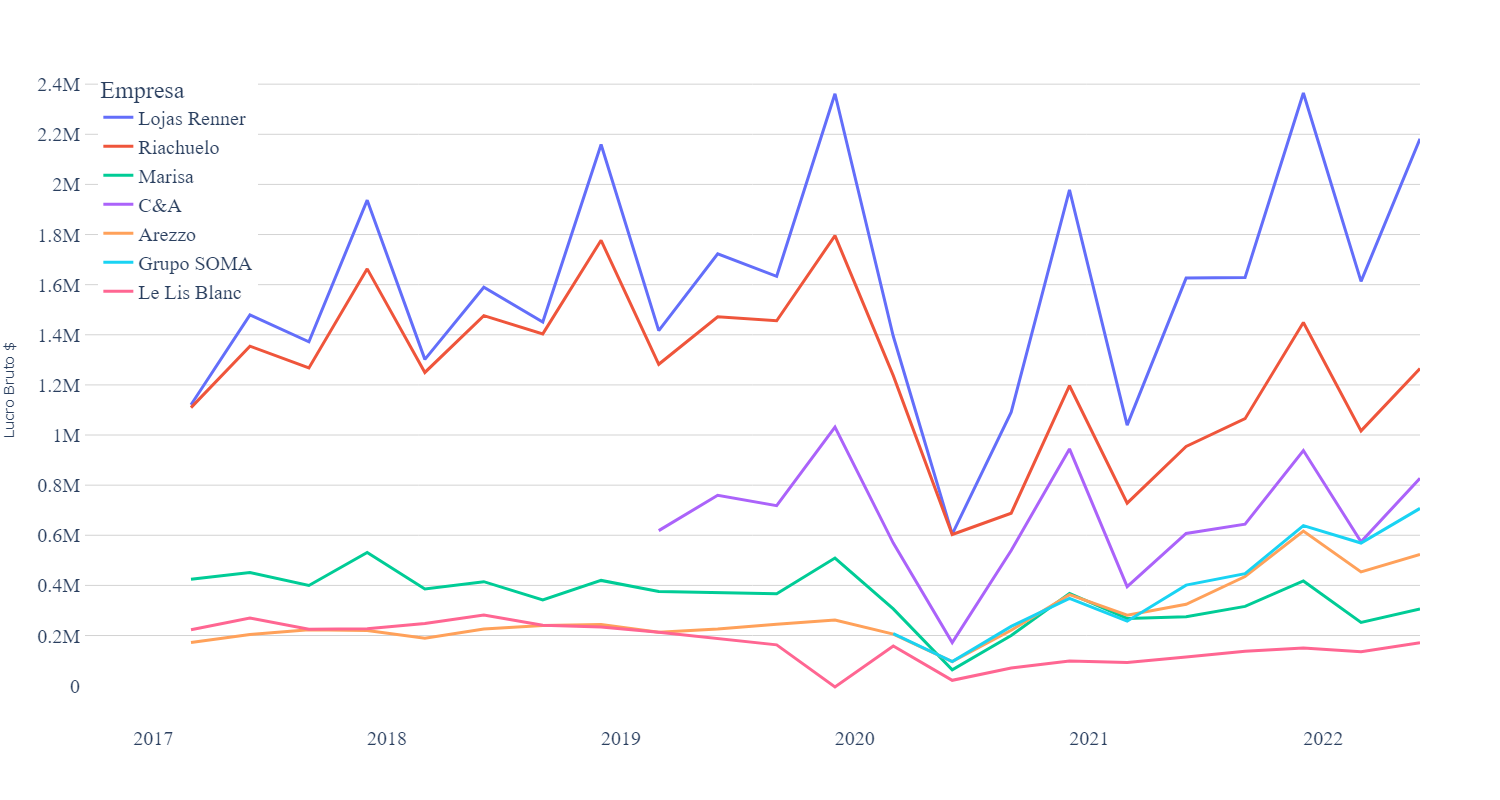 Empresa
Lojas Renner
Riachuelo
Marisa
C&A
Arezzo
Grupo SOMA
Le Lis Blanc
2.4M
2.2M
2M
1.8M
1.6M
1.4M
1.2M
1M
0.8M
0.6M
0.4M
0.2M
0
Lucro Bruto $
2017
2018
2019
2020
2021
2022